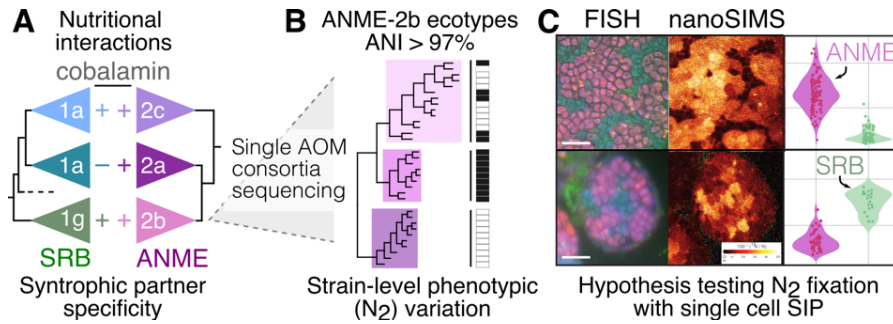 A
Nutritional
interactions
cobalamin
1a + + 2c
1a − + 2a
1g + + 2b
SRB ANME
Syntrophic partner
specificity
B
ANME-2b ecotypes
ANI > 97%
Single AOM
consortia
sequencing
Strain-level phenotypic
(N2) variation
C
FISH nanoSIMS
ANME
SRB
Hypothesis testing N2 fixation
with single cell SIP